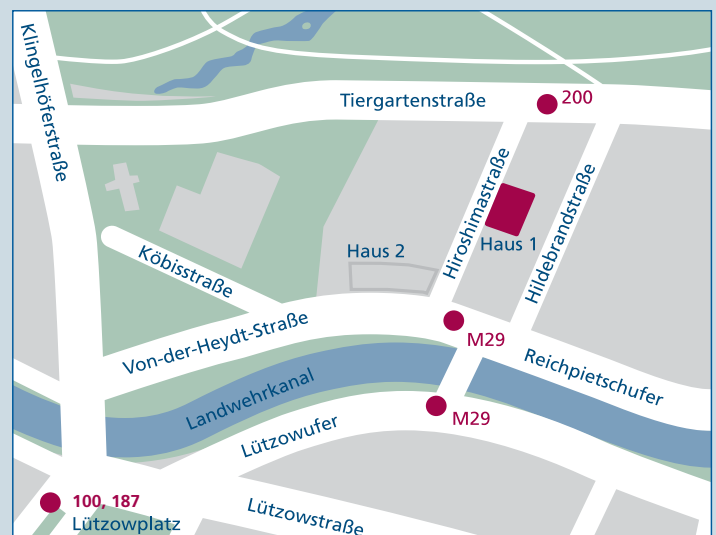 Klingelhöferstraße
Tiergartenstraße
200
Hiroshimastraße
Hildebrandstraße
Haus 1
Haus 2
Köbisstraße
Von-der-Heydt-Straße
M29
Reichpietschufer
Landwehrkanal
M29
Lützowufer
100, 187
Lützowplatz
Lützowstraße